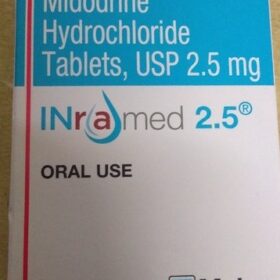 Midodrine
Hydrochloride
Tablets, USP 2.5 mg
INramed 2.5®
ORAL USE